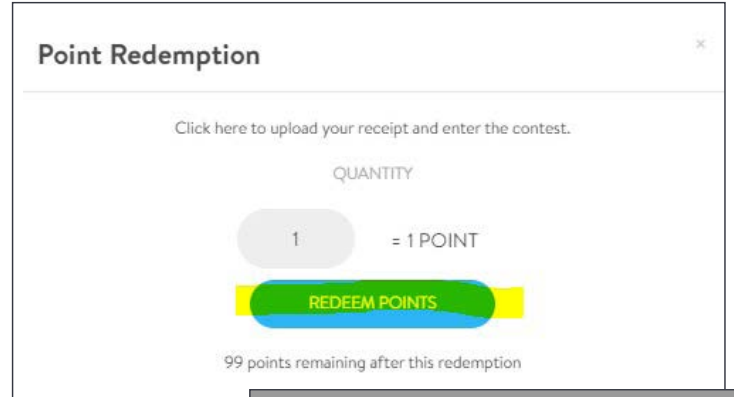 Point Redemption ×
Click here to upload your receipt and enter the contest.
QUANTITY
1 = 1 POINT
REDEEM POINTS
99 points remaining after this redemption